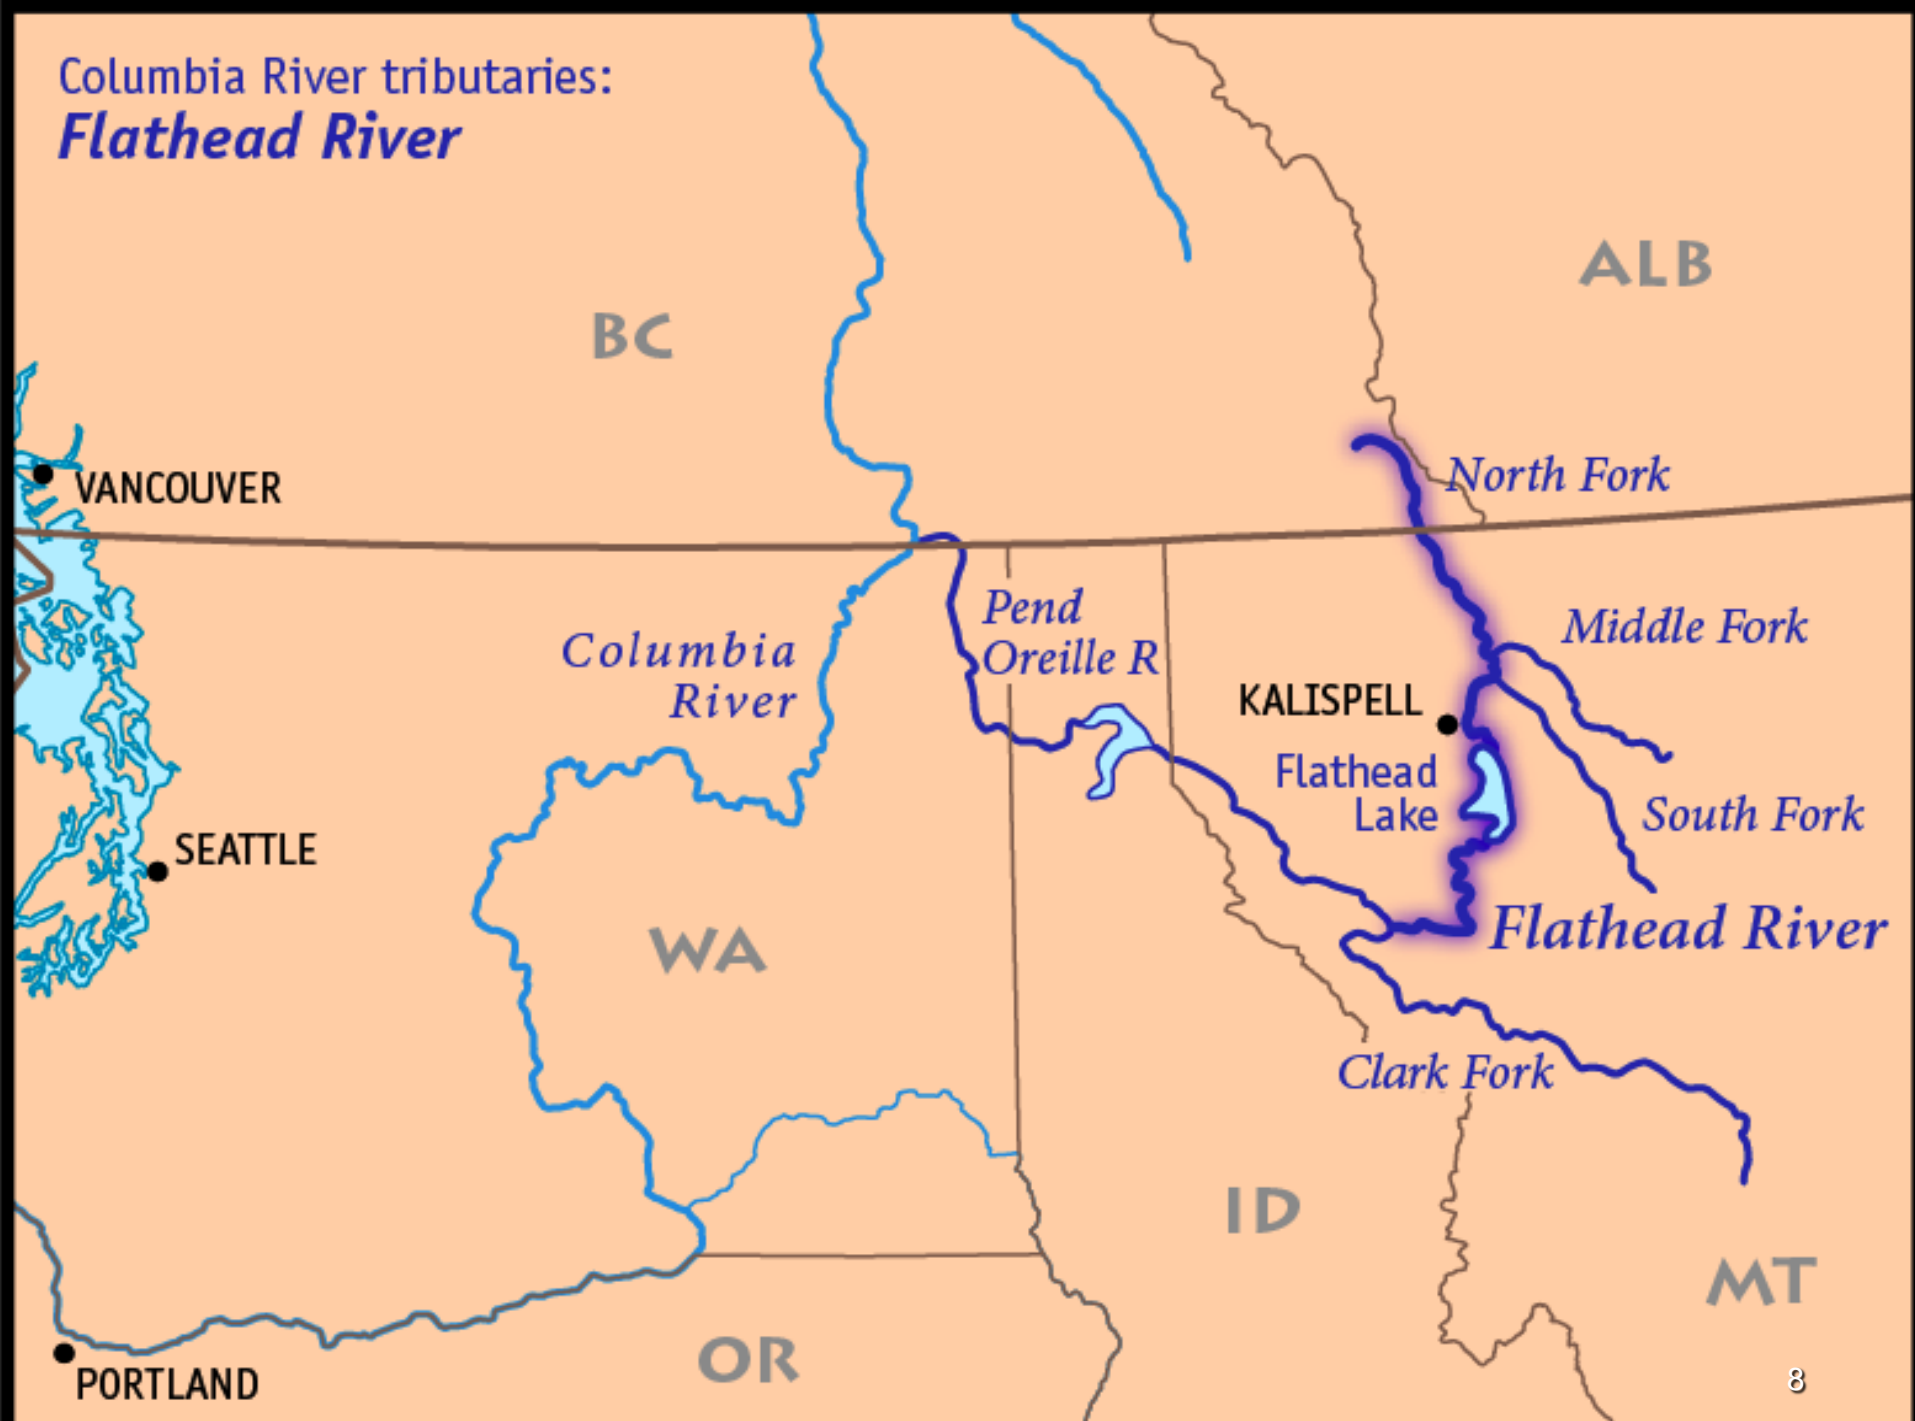 Columbia River tributaries:
Flathead River
ALB
BC
North Fork
VANCOUVER
Pend
Oreille R
Middle Fork
Columbia
River
KALISPELL
Flathead
Lake
South Fork
SEATTLE
Flathead River
WA
Clark Fork
ID
MT
OR
PORTLAND
8